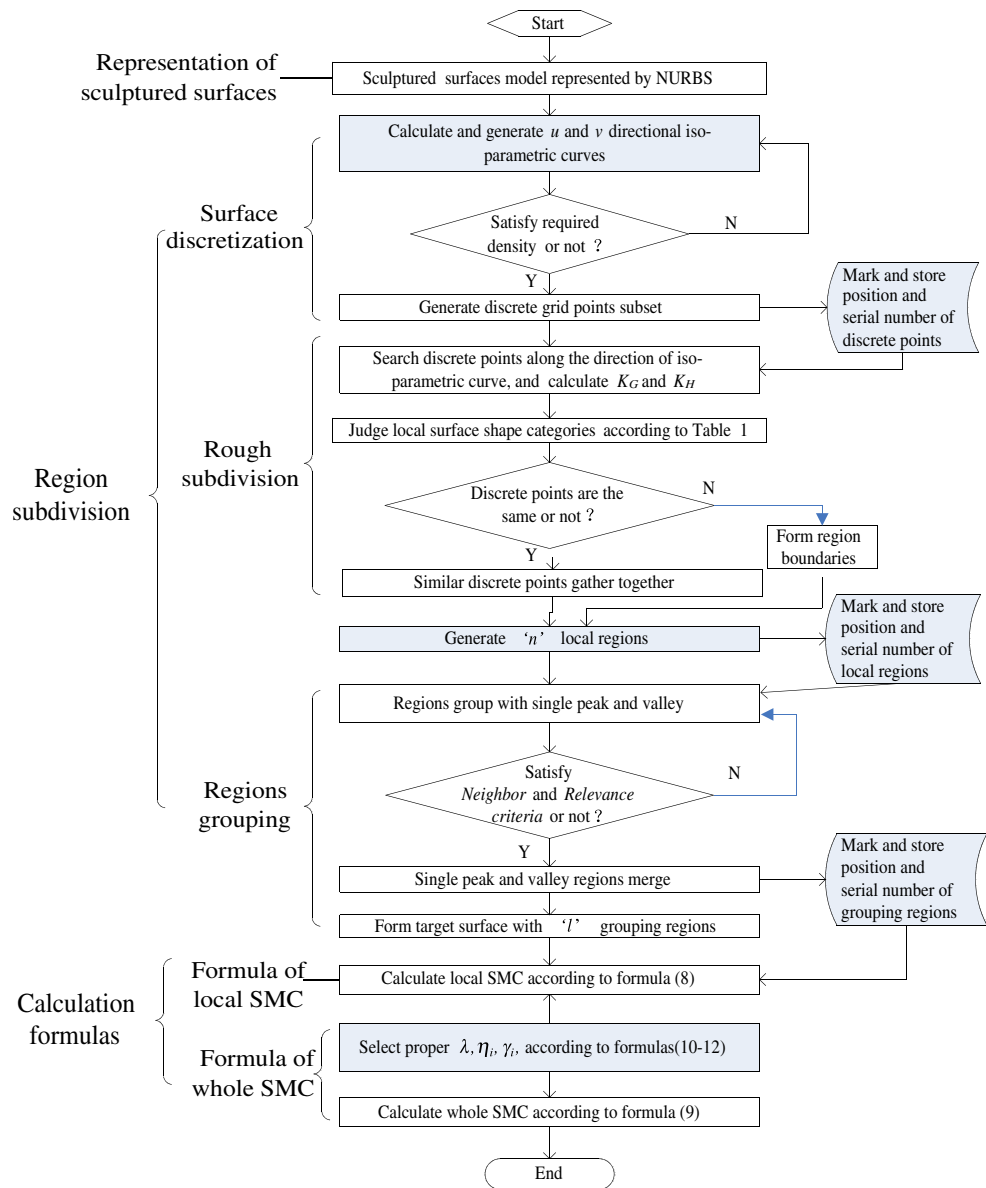 Start
Representation of
sculptured surfaces
Sculptured surfaces model represented by NURBS
Calculate and generate u and v directional iso-
parametric curves
Surface
discretization
Satisfy required
density or not ?
N
Y
Generate discrete grid points subset
Mark and store
position and
serial number of
discrete points
Search discrete points along the direction of iso-
parametric curve, and calculate K_G and K_H
Judge local surface shape categories according to Table 1
Rough
subdivision
Region
subdivision
Discrete points are the
same or not ?
N
Y
Form region
boundaries
Similar discrete points gather together
Generate ‘n’ local regions
Mark and store
position and
serial number of
local regions
Regions group with single peak and valley
Regions
grouping
Satisfy
Neighbor and Relevance
criteria or not ?
N
Y
Single peak and valley regions merge
Mark and store
position and
serial number of
grouping regions
Form target surface with ‘l’ grouping regions
Calculation
formulas
Formula of
local SMC
Calculate local SMC according to formula (8)
Formula of
whole SMC
Select proper λ, η_i, γ_i, according to formulas(10-12)
Calculate whole SMC according to formula (9)
End